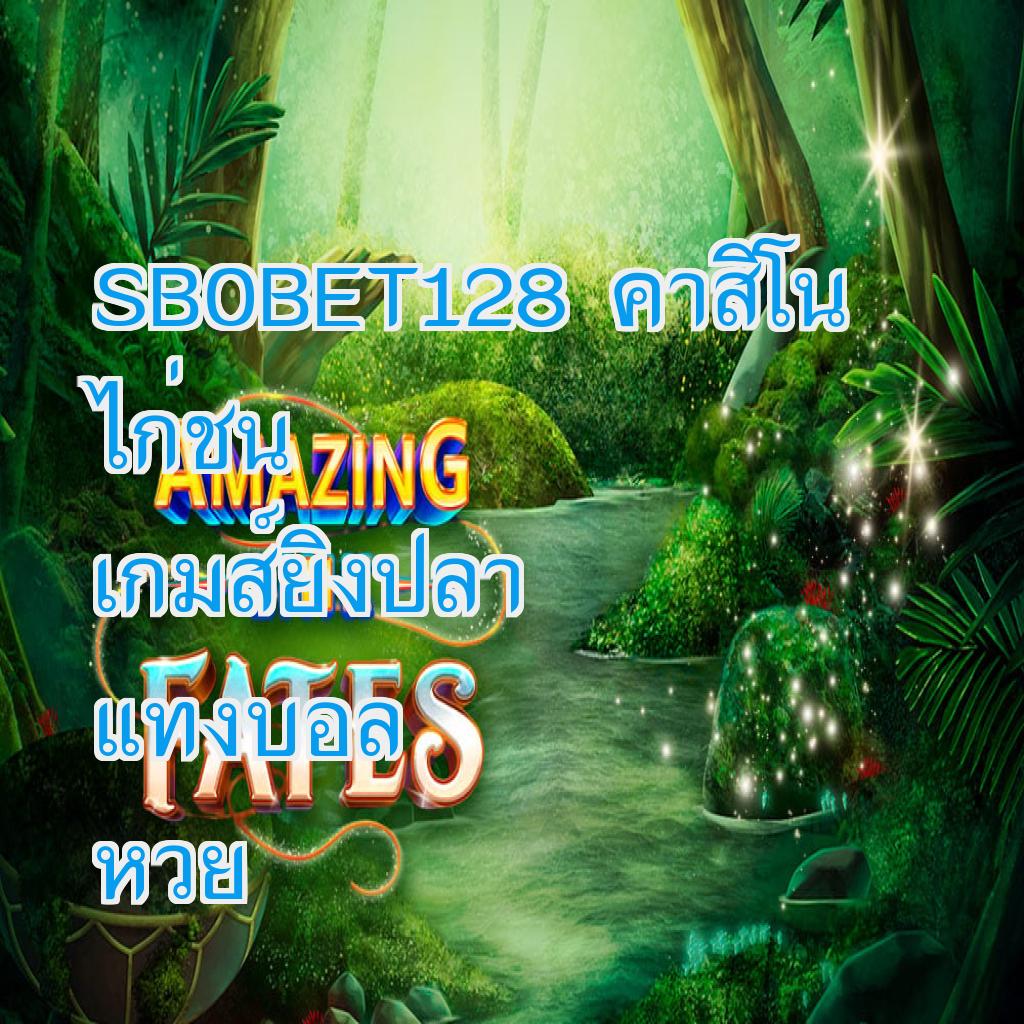 SBOBET128 คาสิโน
ไก่ชน
AMAZING
เกมส์ยิงปลา
FATES
แทงบอล
หวย